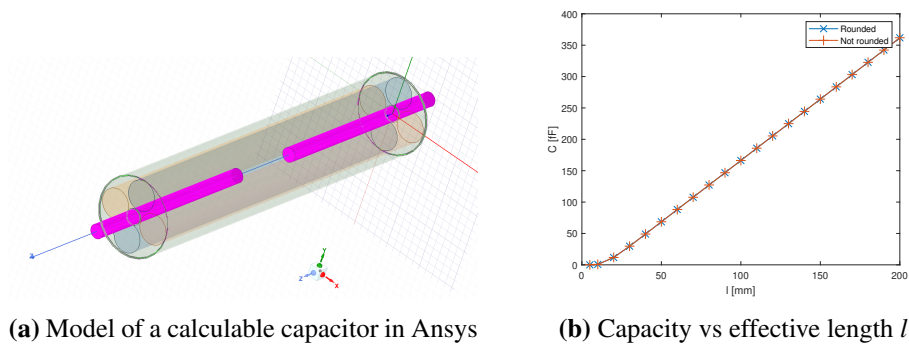 z
Y
Z
X
400
350
300
250
200
150
100
50
0
C [fF]
0
50
100
150
200
l [mm]
Rounded
Not rounded
(a) Model of a calculable capacitor in Ansys
(b) Capacity vs effective length l